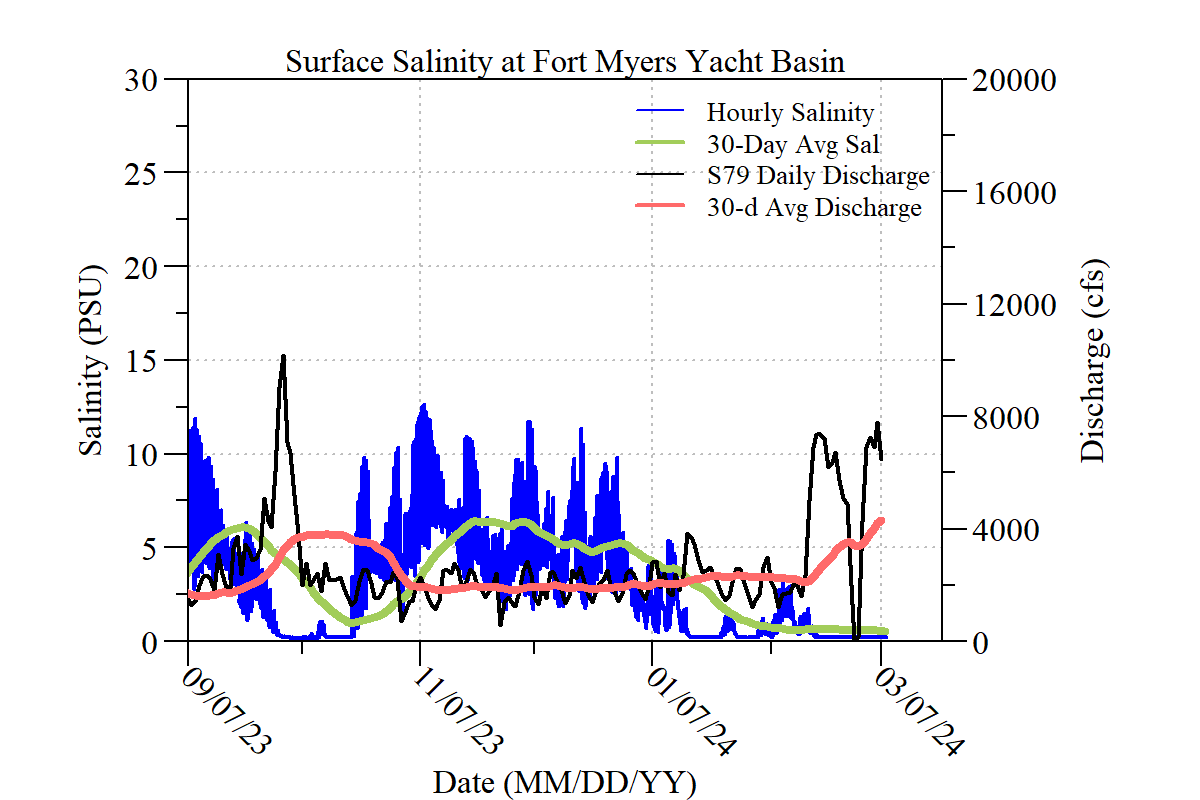 Surface Salinity at Fort Myers Yacht Basin
30
25
20
15
10
5
0
Salinity (PSU)
Hourly Salinity
30-Day Avg Sal
S79 Daily Discharge
30-d Avg Discharge
20000
16000
12000
8000
4000
0
Discharge (cfs)
09/07/23
11/07/23
01/07/24
03/07/24
Date (MM/DD/YY)